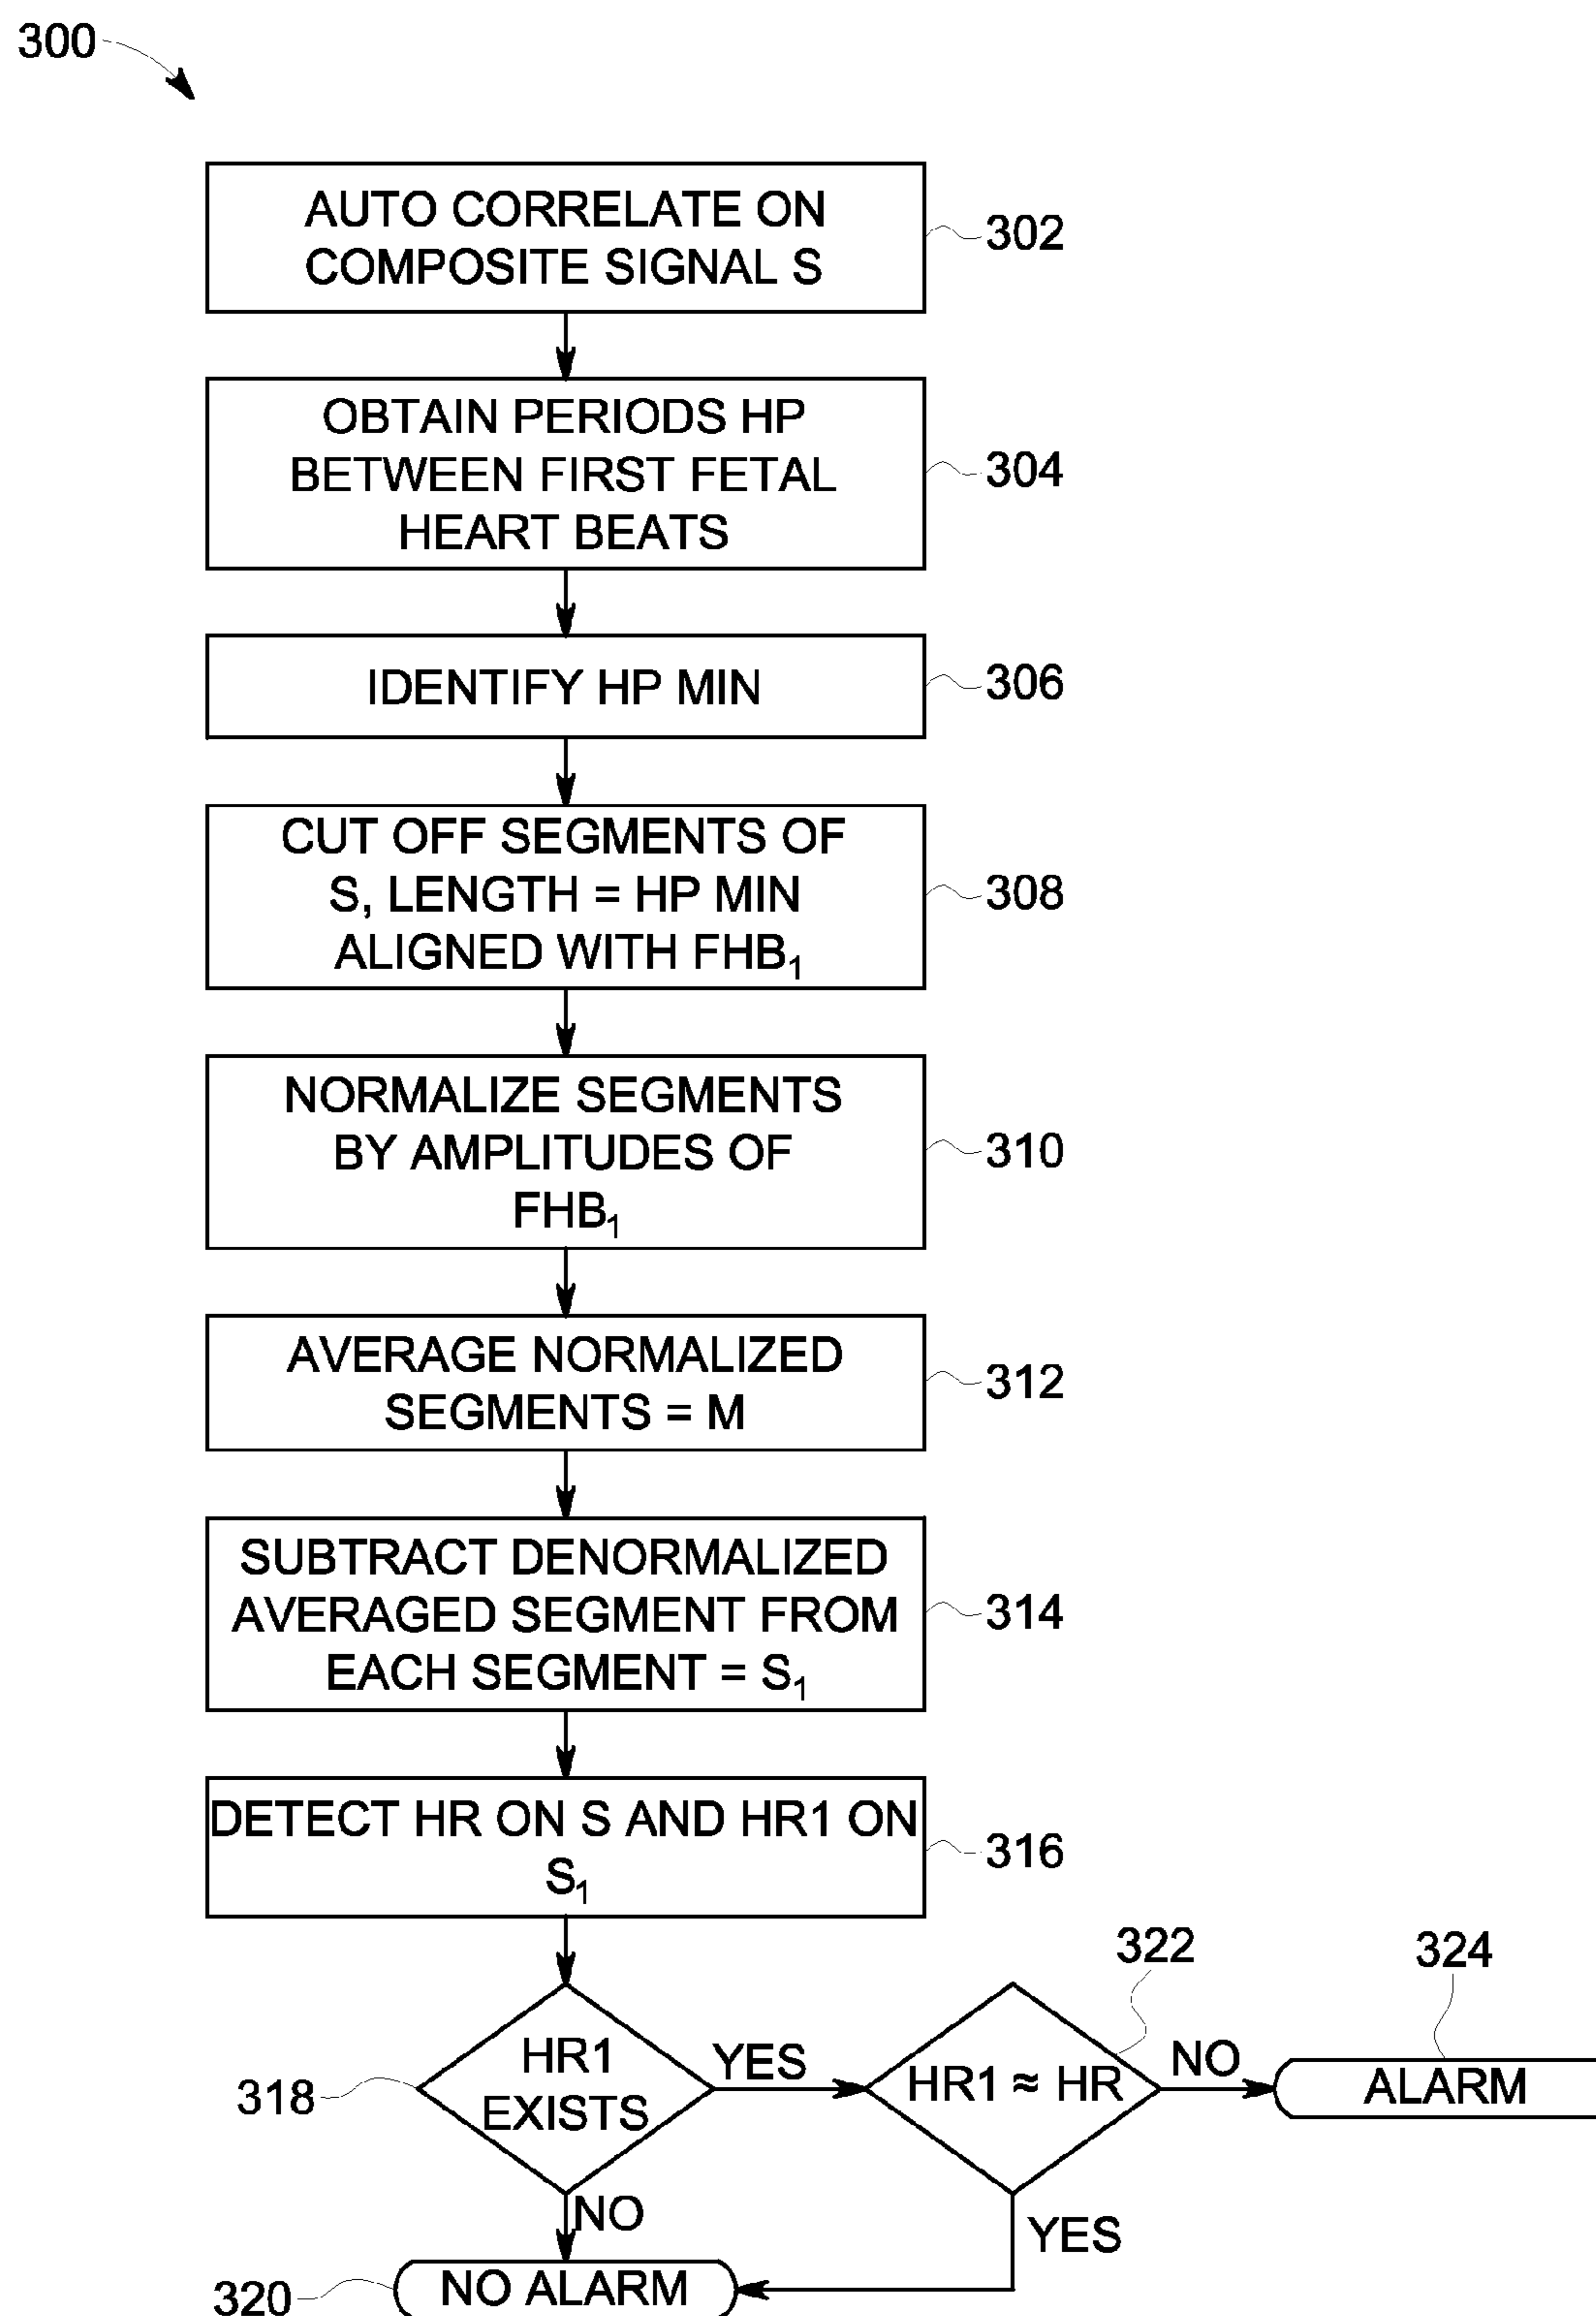 300
AUTO CORRELATE ON
COMPOSITE SIGNAL S
302
OBTAIN PERIODS HP
BETWEEN FIRST FETAL
HEART BEATS
304
IDENTIFY HP MIN
306
CUT OFF SEGMENTS OF
S, LENGTH = HP MIN
ALIGNED WITH FHB₁
308
NORMALIZE SEGMENTS
BY AMPLITUDES OF
FHB₁
310
AVERAGE NORMALIZED
SEGMENTS = M
312
SUBTRACT DENORMALIZED
AVERAGED SEGMENT FROM
EACH SEGMENT = S₁
314
DETECT HR ON S AND HR1 ON
S₁
316
HR1
EXISTS
318
YES
HR1 ≈ HR
322
NO
ALARM
324
NO
YES
NO ALARM
320